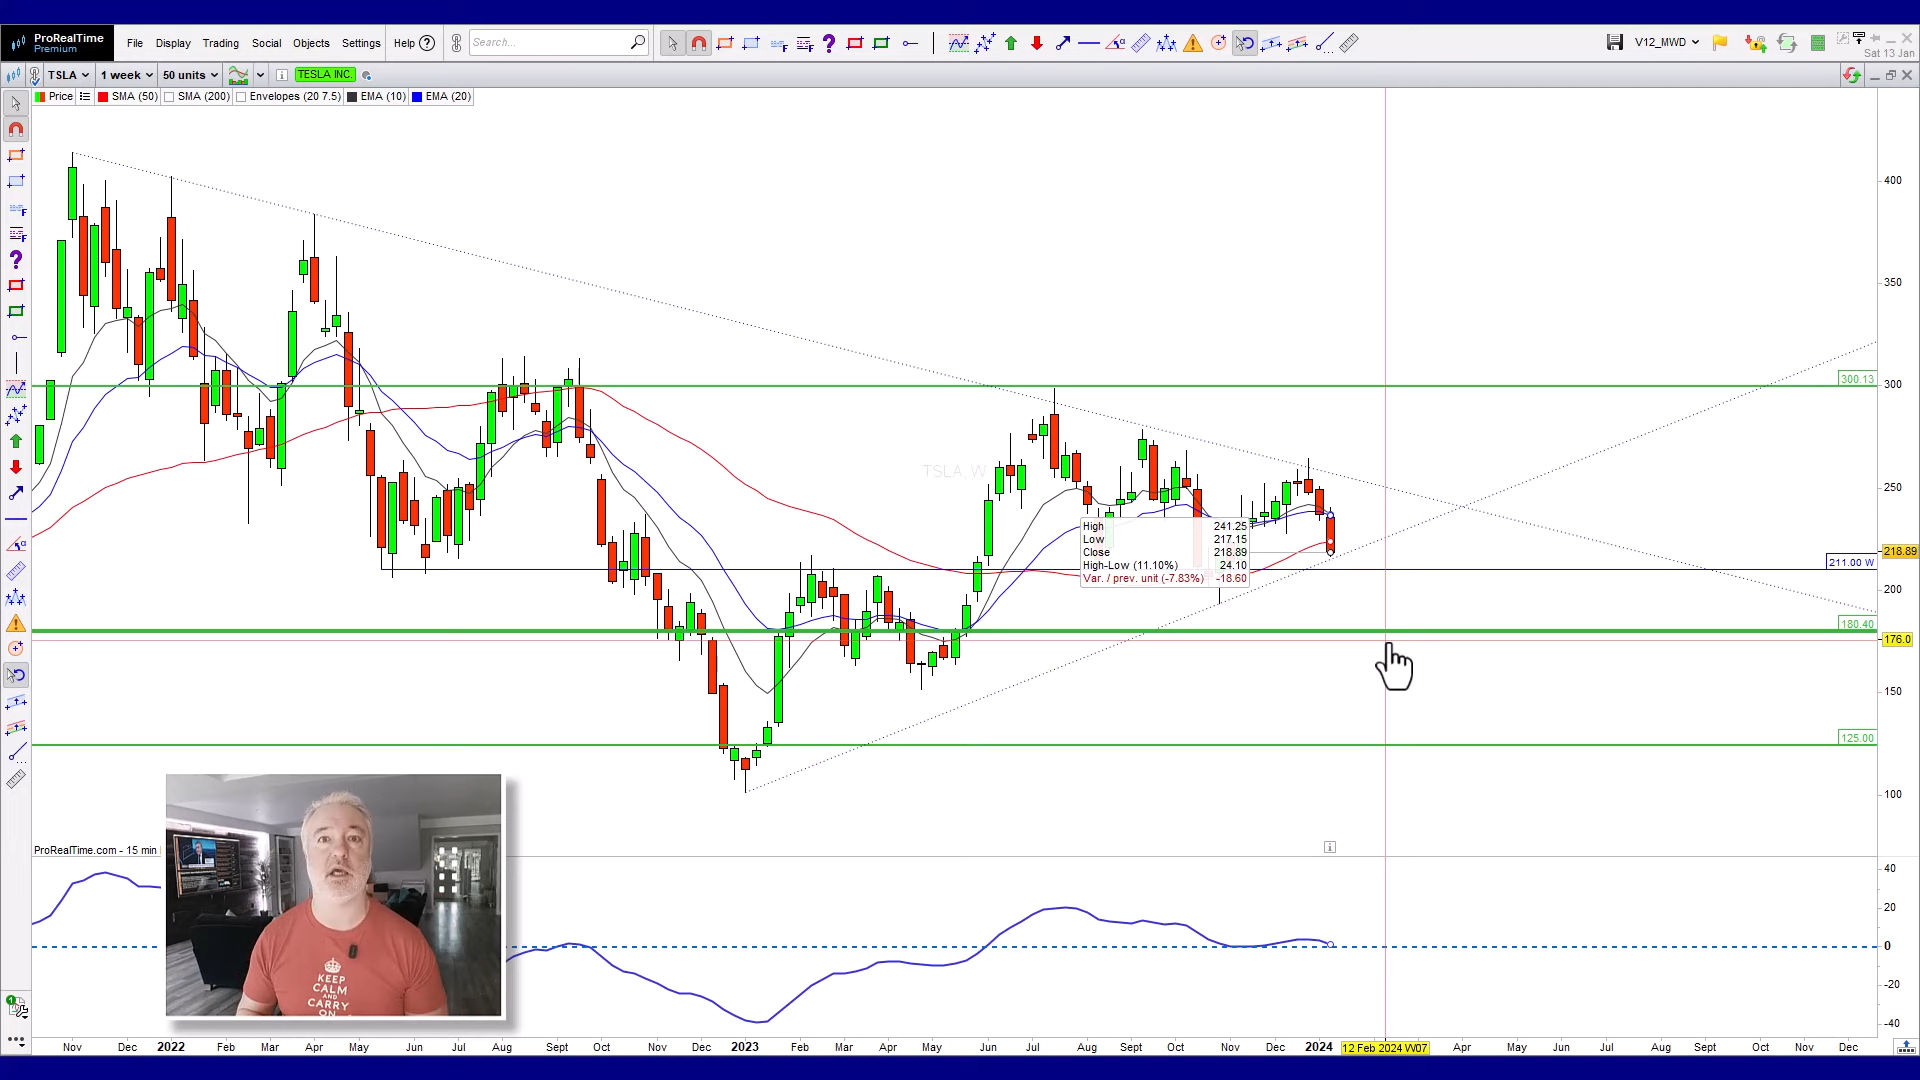 ProRealTime
Premium
File Display Trading Social Objects Settings Help ? Search... V12_MWD
Sat 13 Jan
TSLA 1 week 50 units i TESLA INC.
Price SMA (50) SMA (200) Envelopes (20 7.5) EMA (10) EMA (20)
400
350
300.13
300
TSLA, W
250
High 241.25
Low 217.15
Close 218.89
High-Low (11.10%) 24.10
Var. / prev. unit (-7.83%) -18.60
218.89
211.00 W
200
180.40
176.0
150
125.00
100
ProRealTime.com - 15 min
40
20
0
-20
-40
KEEP
CALM
AND
CARRY
ON
Nov Dec 2022 Feb Mar Apr May Jun Jul Aug Sept Oct Nov Dec 2023 Feb Mar Apr May Jun Jul Aug Sept Oct Nov Dec 2024 12 Feb 2024 W07 Apr May Jun Jul Aug Sept Oct Nov Dec